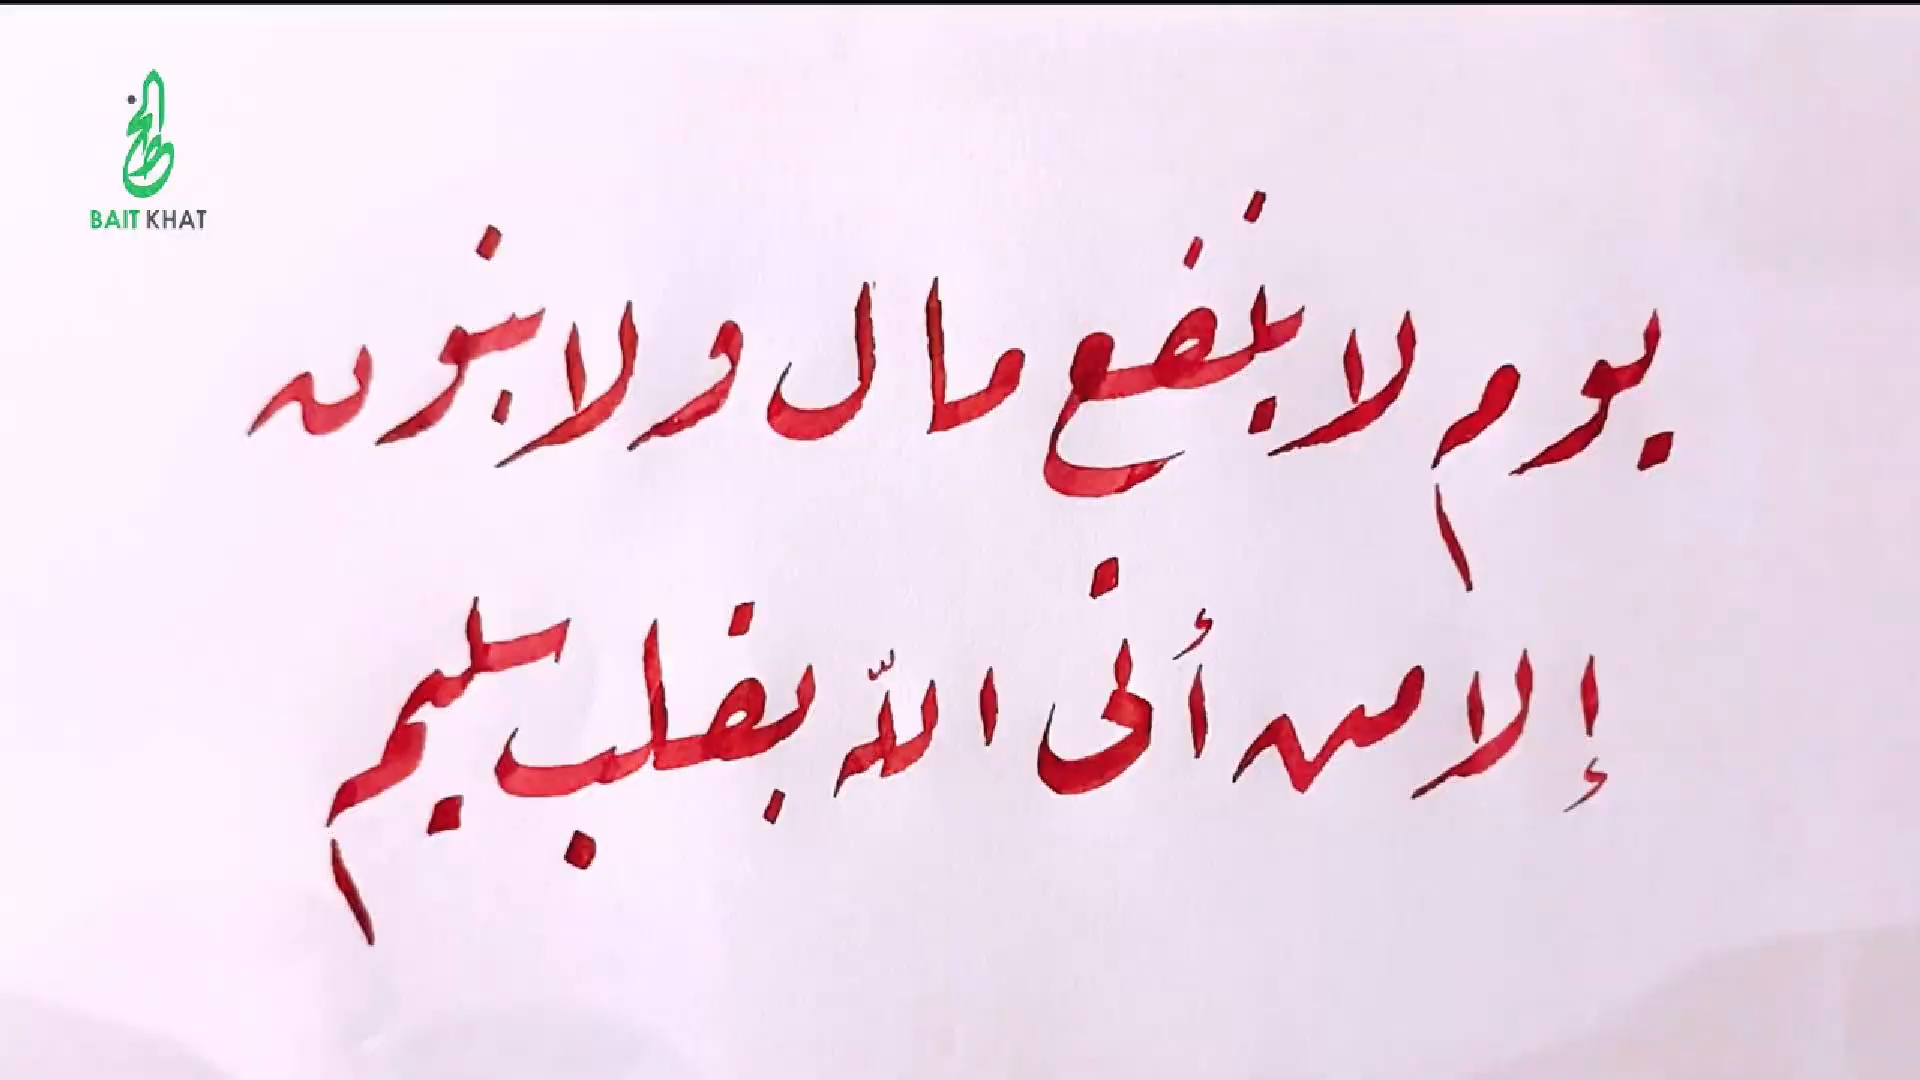 BAIT KHAT
يوم لا ينفع مال ولا بنون
إلا من أتى الله بقلب سليم